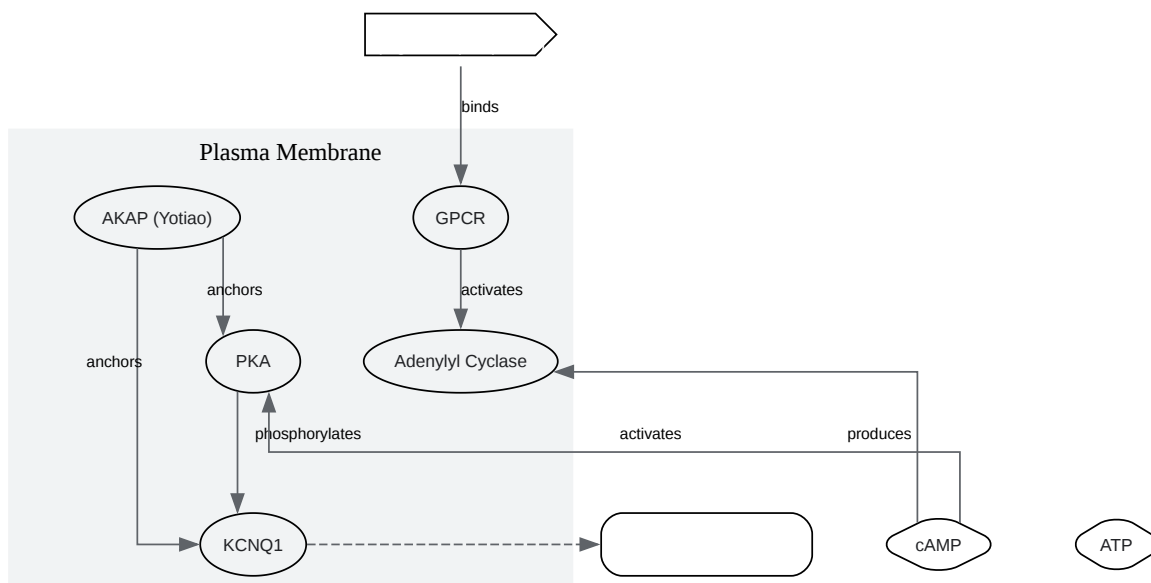 binds
Plasma Membrane
AKAP (Yotiao)
GPCR
anchors
activates
anchors
PKA
Adenylyl Cyclase
phosphorylates
activates
produces
KCNQ1
cAMP
ATP